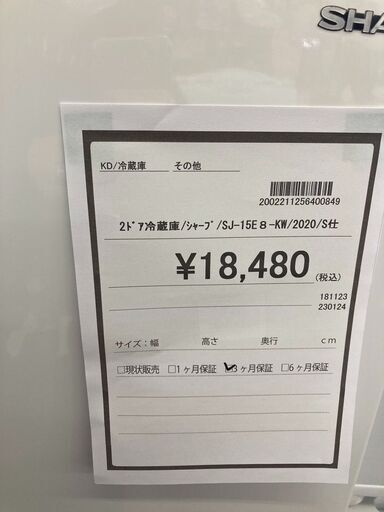 SHA
KD/冷蔵庫 その他
2002211256400849
2ﾄﾞｱ冷蔵庫/ｼｬｰﾌﾟ/SJ-15E８-KW/2020/S仕
¥18,480(税込)
181123
230124
サイズ：幅 高さ 奥行 ｃｍ
□現状販売 □1ヶ月保証 ☑3ヶ月保証 □6ヶ月保証